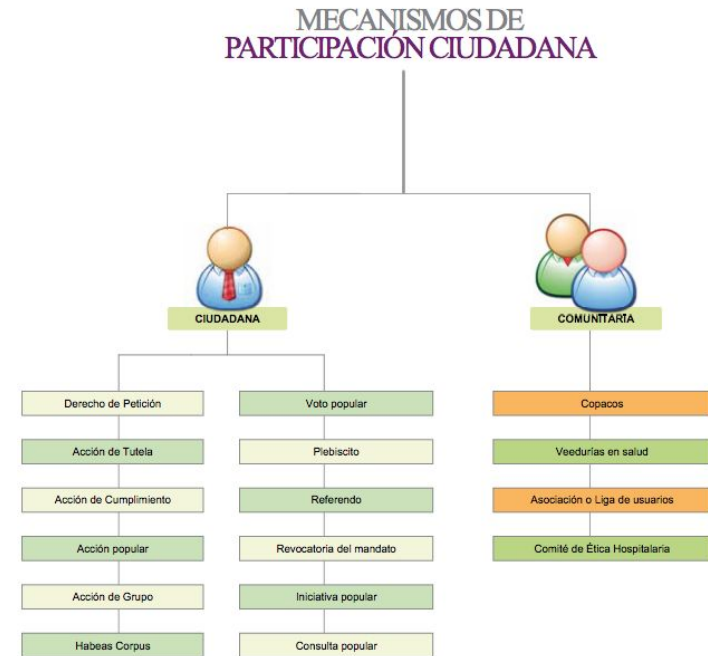 MECANISMOS DE
PARTICIPACIÓN CIUDADANA
CIUDADANA
COMUNITARIA
Derecho de Petición
Acción de Tutela
Acción de Cumplimiento
Acción popular
Acción de Grupo
Habeas Corpus
Voto popular
Plebiscito
Referendo
Revocatoria del mandato
Iniciativa popular
Consulta popular
Copacos
Veedurías en salud
Asociación o Liga de usuarios
Comité de Ética Hospitalaria